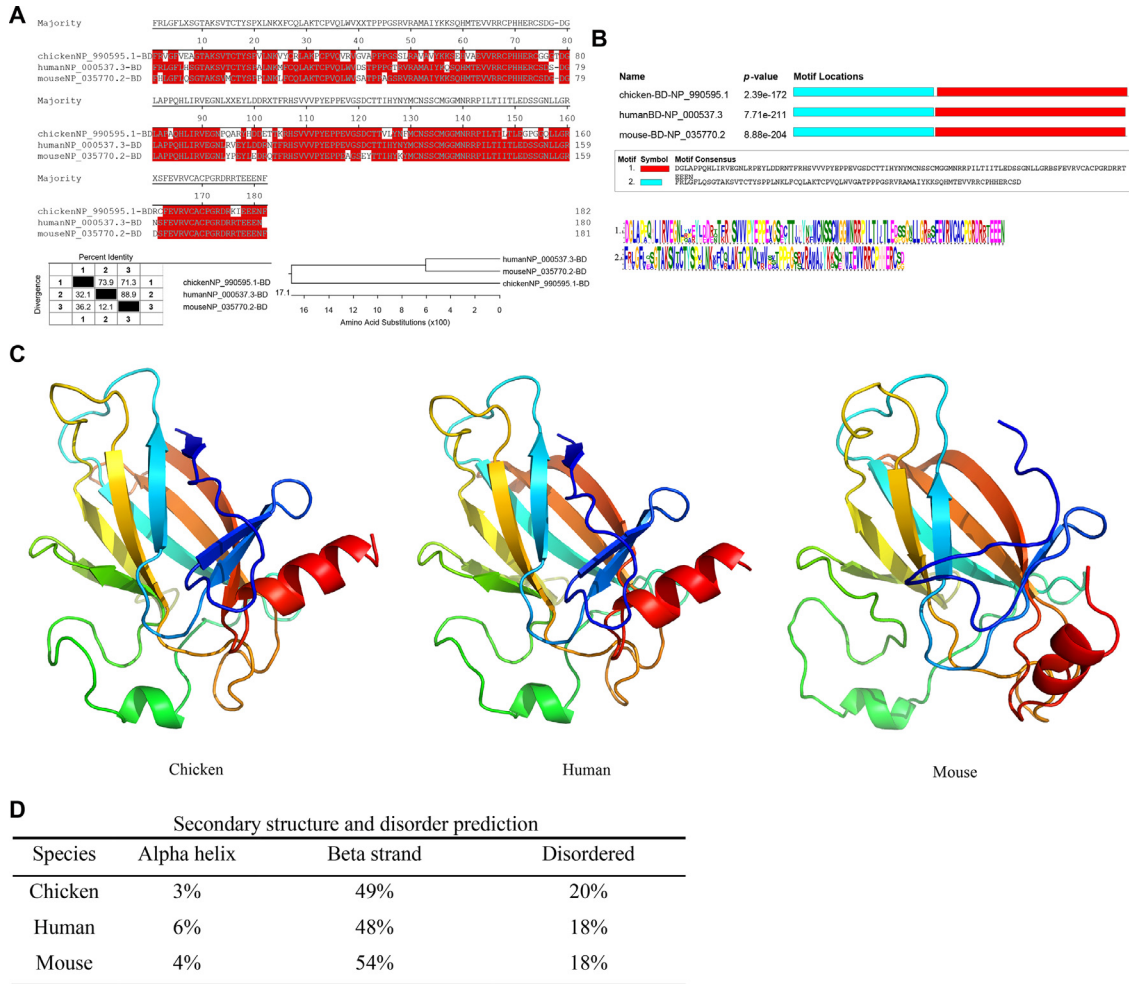 A
Majority FRLGFLXSGTAKSVTCTYSPXLNKXFCQLAKTCPVQLWVXXTPPPGSRVRAMAIYKKSQHMTEVVRRCPHHERCSDG-DG
10 20 30 40 50 60 70 80
chickenNP_990595.1-BD 80
humanNP_000537.3-BD 79
mouseNP_035770.2-BD 79
Majority LAPPQHLIRVEGNLXXEYLDDRXTFRHSVVVPYEPPEVGSDCTTIHYNYMCNSSCMGGMNRRPILTIITLEDSSGNLLGR
90 100 110 120 130 140 150 160
chickenNP_990595.1-BD 160
humanNP_000537.3-BD 159
mouseNP_035770.2-BD 159
Majority XSFEVRVCACPGRDRRTEEENF
170 180
chickenNP_990595.1-BD RCFEVRVCACPGRDRKIEEENF 182
humanNP_000537.3-BD NSFEVRVCACPGRDRRTEEENF 180
mouseNP_035770.2-BD DSFEVRVCACPGRDRRTEEENF 181
Percent Identity
Divergence
1 2 3
1 73.9 71.3 1 chickenNP_990595.1-BD
2 32.1 88.9 2 humanNP_000537.3-BD
3 36.2 12.1 3 mouseNP_035770.2-BD
1 2 3
humanNP_000537.3-BD
mouseNP_035770.2-BD
chickenNP_990595.1-BD
17.1
16 14 12 10 8 6 4 2 0
Amino Acid Substitutions (x100)
B
Name p-value Motif Locations
chicken-BD-NP_990595.1 2.39e-172
humanBD-NP_000537.3 7.71e-211
mouse-BD-NP_035770.2 8.88e-204
Motif Symbol Motif Consensus
1. DGLAPPQHLIRVEGNLRPEYLDDRNTFRHSVVVPYEPPEVGSDCTTIHYNYMCNSSCMGGMNRRPILTIITLEDSSGNLLGRBSFEVRVCACPGRDRRT
EEEN
2. FRLGFLQSGTAKSVTCTYSPPLNKLFCQLAKTCPVQLWVGATPPPGSRVRAMAIYKKSQHMTEVVRRCPHHERCSD
1.
2.
C
Chicken Human Mouse
D
Secondary structure and disorder prediction
Species Alpha helix Beta strand Disordered
Chicken 3% 49% 20%
Human 6% 48% 18%
Mouse 4% 54% 18%